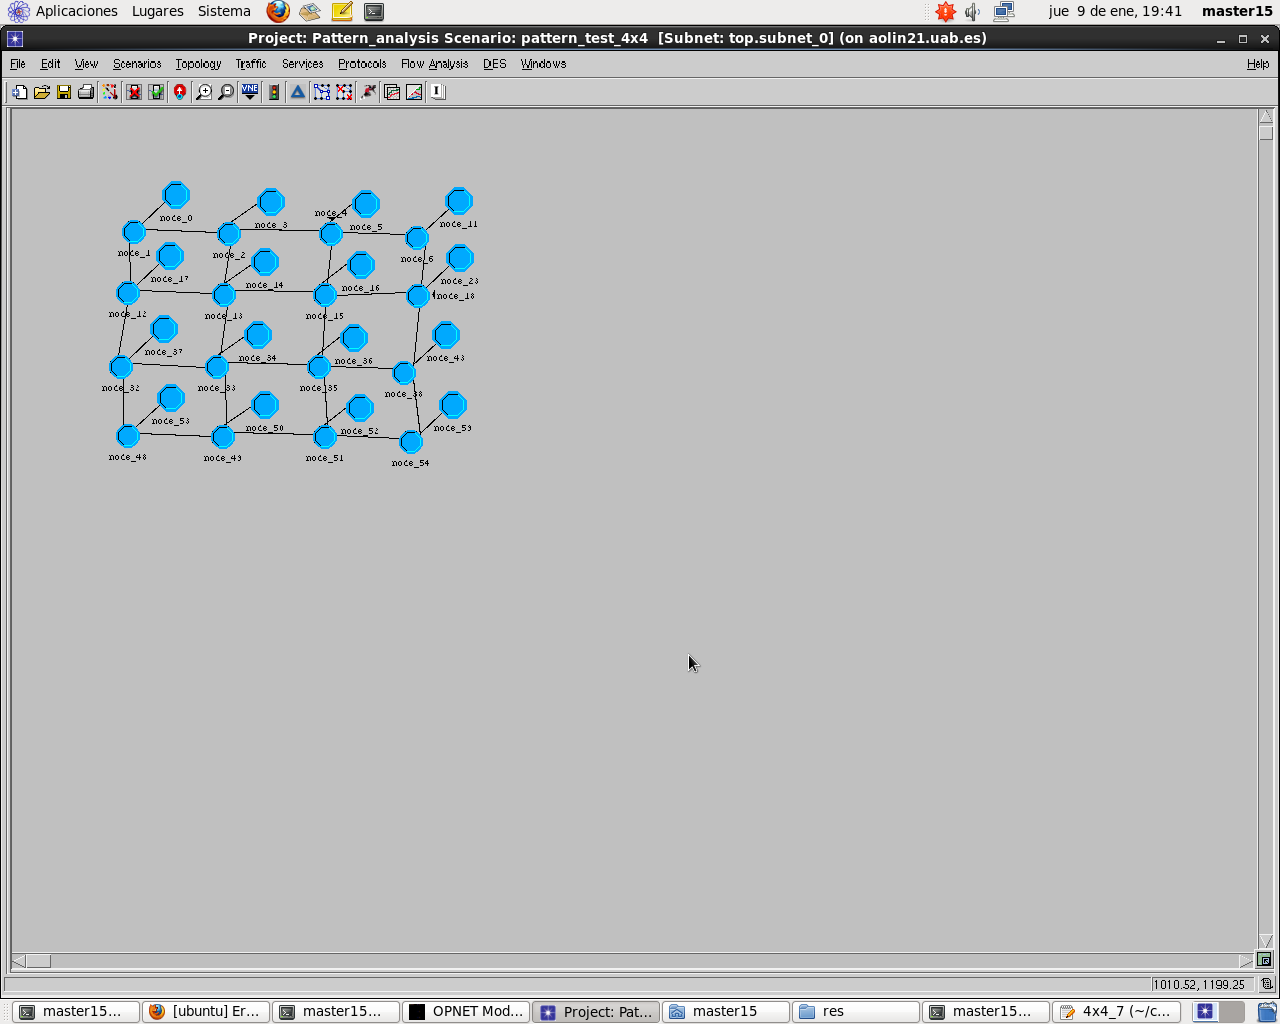 Aplicaciones Lugares Sistema jue 9 de ene, 19:41 master15
Project: Pattern_analysis Scenario: pattern_test_4x4 [Subnet: top.subnet_0] (on aolin21.uab.es)
File Edit View Scenarios Topology Traffic Services Protocols Flow Analysis DES Windows Help
VNE
node_0 node_3 node_4 node_5 node_11
node_1 node_2 node_6
node_17 node_14 node_16 node_23
node_18
node_12 node_13 node_15
node_37 node_34 node_36 node_43
node_32 node_33 node_35 node_38
node_53 node_50 node_52 node_59
node_48 node_49 node_51 node_54
1010.52, 1199.25
master15... [ubuntu] Er... master15... OPNET Mod... Project: Pat... master15 res master15... 4x4_7 (~/c...